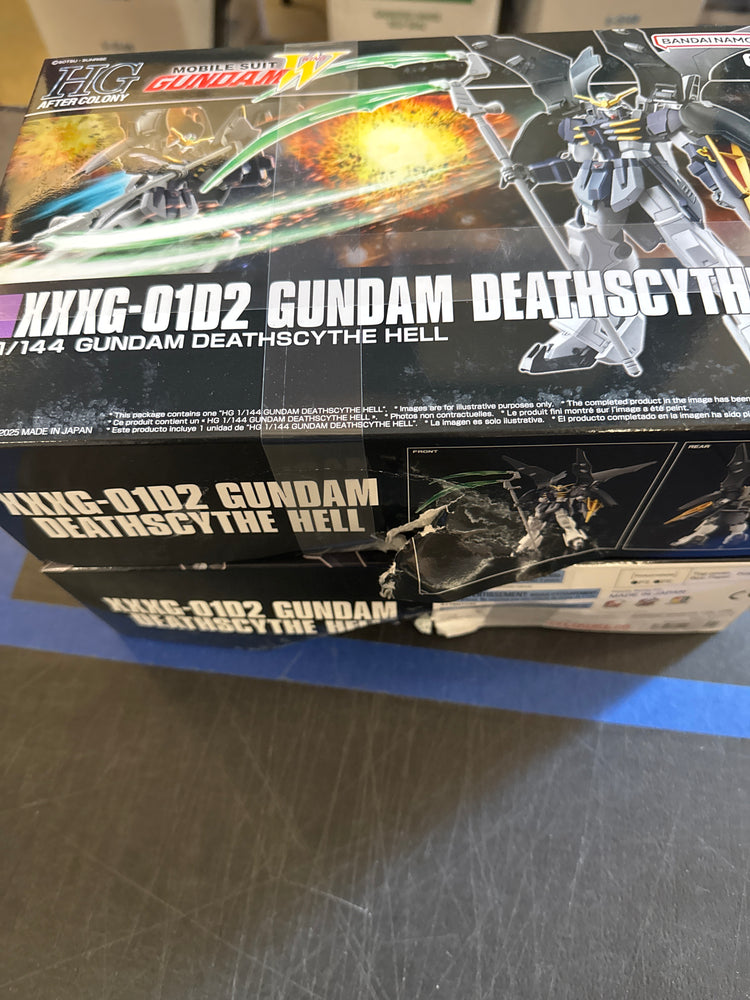 ©SOTSU・SUNRISE
HG
AFTER COLONY
MOBILE SUIT
GUNDAM W
BANDAI NAMCO
XXXG-01D2 GUNDAM DEATHSCYTH
1/144 GUNDAM DEATHSCYTHE HELL
*This package contains one "HG 1/144 GUNDAM DEATHSCYTHE HELL". *Images are for illustrative purposes only. *The completed product in the image has been
*Ce produit contient un « HG 1/144 GUNDAM DEATHSCYTHE HELL ». *Photos non contractuelles. *Le produit fini montré sur l'image a été peint.
*Este producto incluye 1 unidad de "HG 1/144 GUNDAM DEATHSCYTHE HELL". *La imagen es solo ilustrativa. *El producto completado en la imagen ha sido
2025 MADE IN JAPAN
XXXG-01D2 GUNDAM
DEATHSCYTHE HELL
FRONT
REAR
XXXG-01D2 GUNDAM
DEATHSCYTHE HELL
MADE IN JAPAN